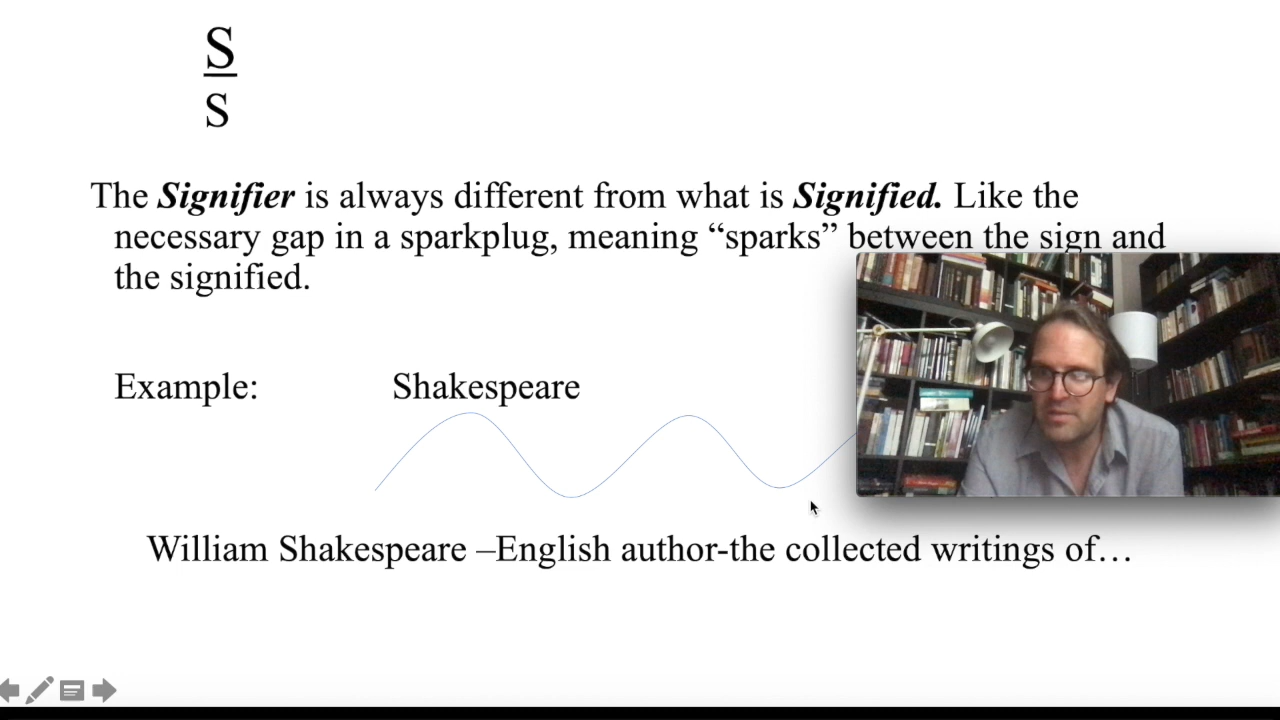 S
S
The Signifier is always different from what is Signified. Like the
necessary gap in a sparkplug, meaning “sparks” between the sign and
the signified.
Example: Shakespeare
William Shakespeare –English author-the collected writings of…